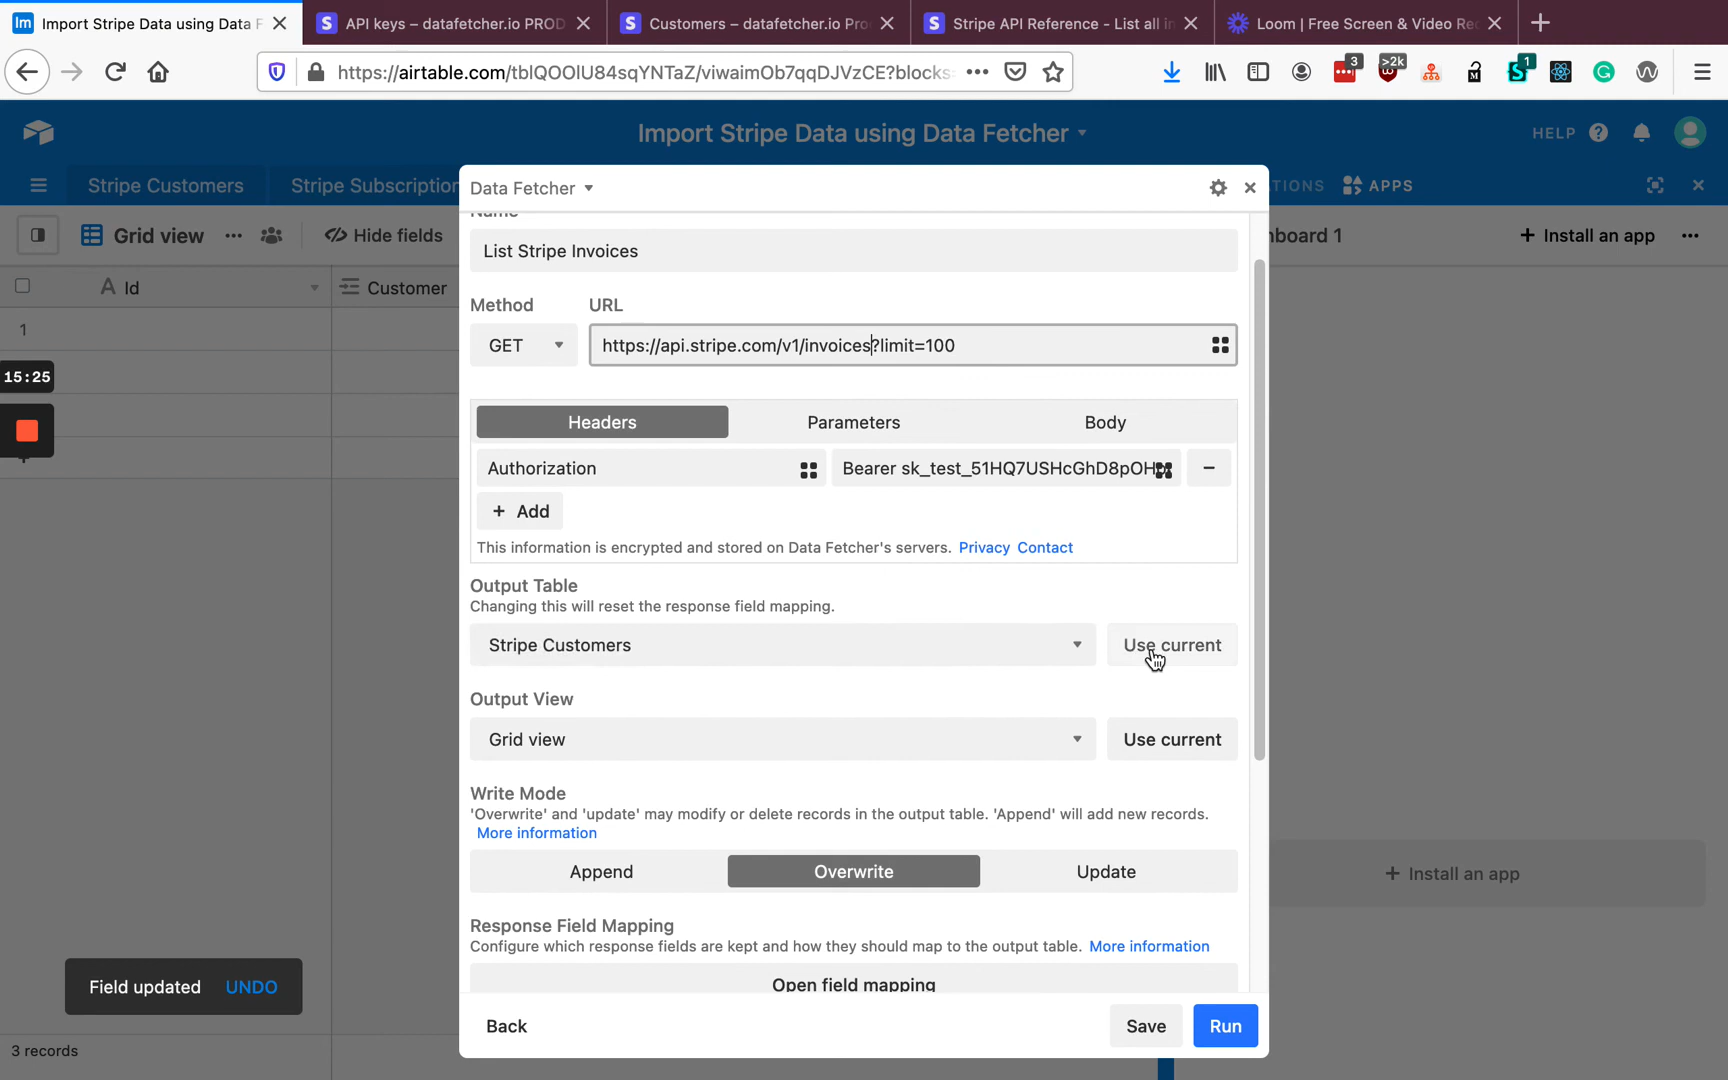 Import Stripe Data using Data F
API keys – datafetcher.io PROD
Customers – datafetcher.io Pro
Stripe API Reference - List all in
Loom | Free Screen & Video Re
https://airtable.com/tblQOOlU84sqYNTaZ/viwaimOb7qqDJVzCE?blocks
3
>2k
1
Import Stripe Data using Data Fetcher
HELP
Stripe Customers
Stripe Subscription
Data Fetcher
TIONS
APPS
Grid view
Hide fields
Name
nboard 1
Install an app
Id
Customer
List Stripe Invoices
1
Method
URL
GET
https://api.stripe.com/v1/invoices?limit=100
15:25
Headers
Parameters
Body
Authorization
Bearer sk_test_51HQ7USHcGhD8pOH
+ Add
This information is encrypted and stored on Data Fetcher's servers. Privacy Contact
Output Table
Changing this will reset the response field mapping.
Stripe Customers
Use current
Output View
Grid view
Use current
Write Mode
'Overwrite' and 'update' may modify or delete records in the output table. 'Append' will add new records.
More information
Append
Overwrite
Update
+ Install an app
Response Field Mapping
Configure which response fields are kept and how they should map to the output table. More information
Open field mapping
Field updated
UNDO
Back
Save
Run
3 records